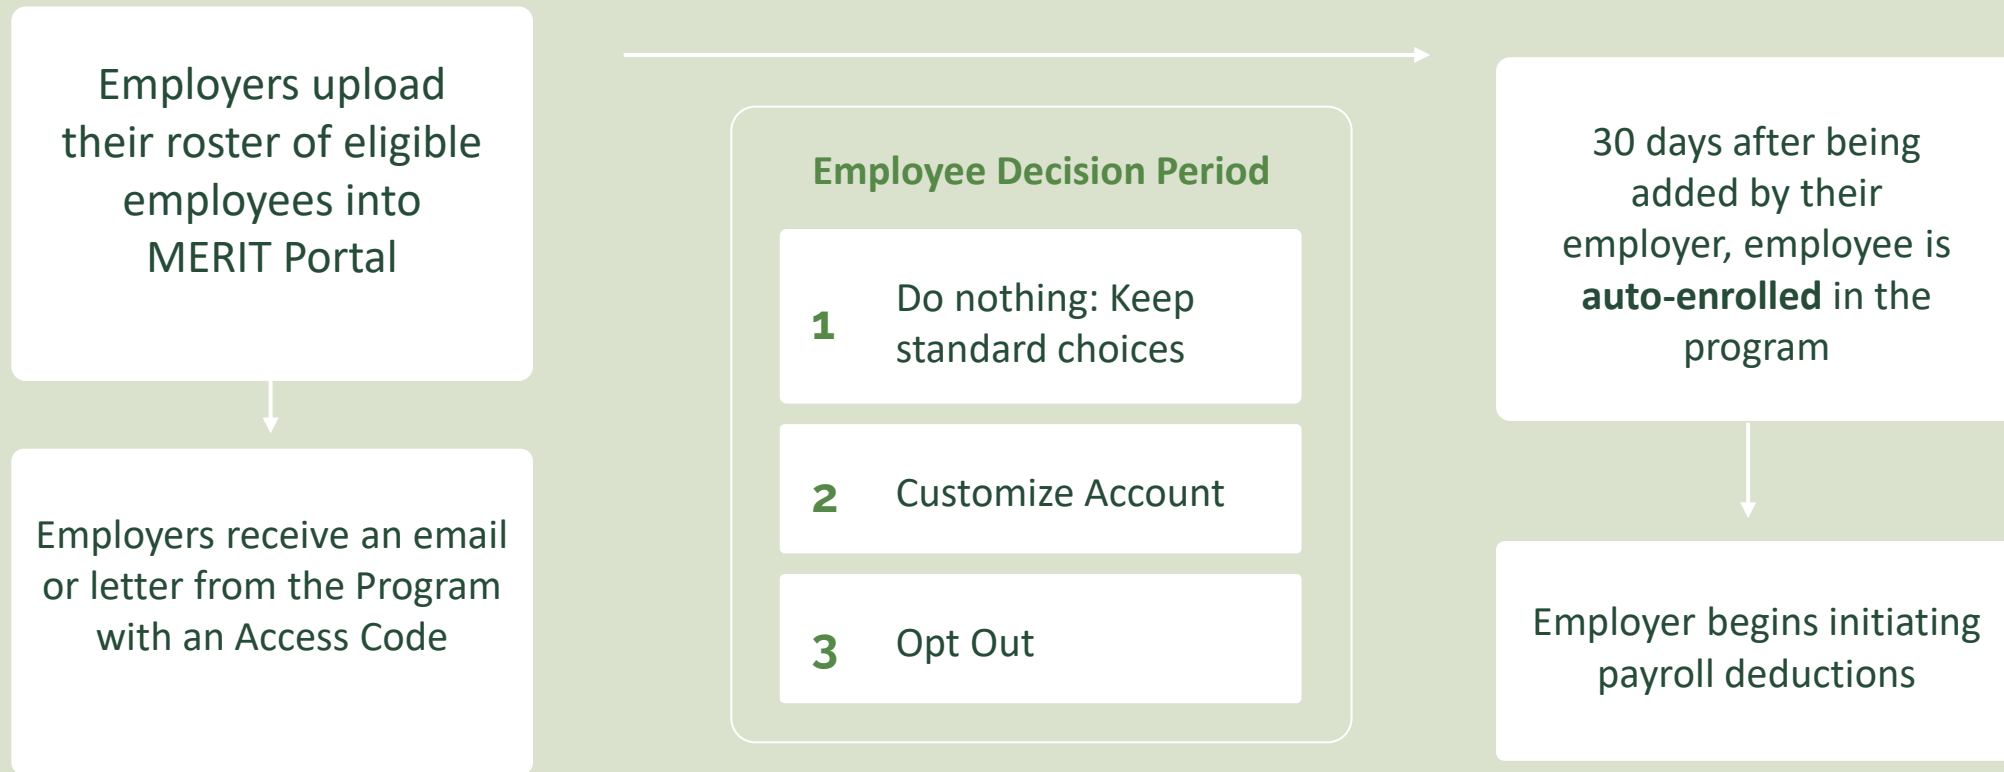 Employers upload
their roster of eligible
employees into
MERIT Portal
Employers receive an email
or letter from the Program
with an Access Code
Employee Decision Period
1 Do nothing: Keep
standard choices
2 Customize Account
3 Opt Out
30 days after being
added by their
employer, employee is
auto-enrolled in the
program
Employer begins initiating
payroll deductions